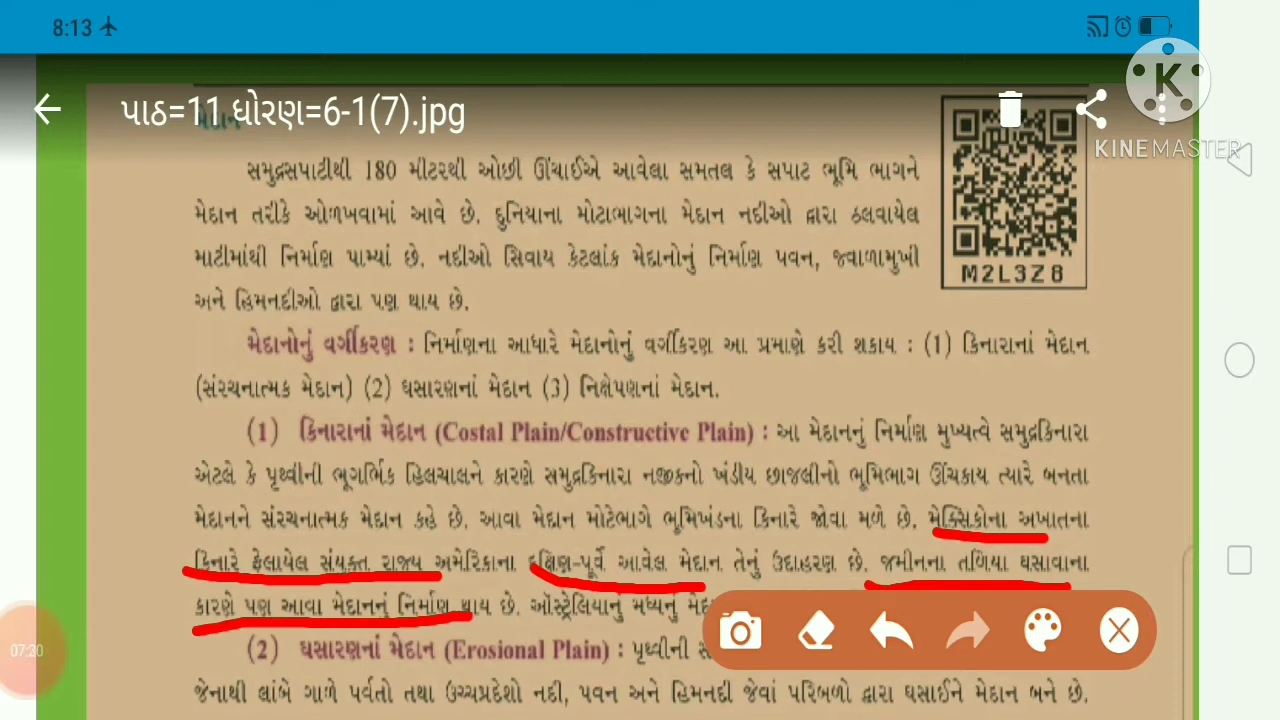 8:13
પાઠ=11 ધોરણ=6-1(7).jpg
K
KINEMASTER
સમુદ્રસપાટીથી 180 મીટરથી ઓછી ઊંચાઈએ આવેલા સમતલ કે સપાટ ભૂમિ ભાગને
મેદાન તરીકે ઓળખવામાં આવે છે. દુનિયાના મોટાભાગના મેદાન નદીઓ દ્વારા ઠલવાયેલ
માટીમાંથી નિર્માણ પામ્યાં છે. નદીઓ સિવાય કેટલાંક મેદાનોનું નિર્માણ પવન, જ્વાળામુખી
અને હિમનદીઓ દ્વારા પણ થાય છે.
M2L3Z8
મેદાનોનું વર્ગીકરણ : નિર્માણના આધારે મેદાનોનું વર્ગીકરણ આ પ્રમાણે કરી શકાય : (1) કિનારાનાં મેદાન
(સંરચનાત્મક મેદાન) (2) ઘસારણનાં મેદાન (3) નિક્ષેપણનાં મેદાન.
(1) કિનારાનાં મેદાન (Costal Plain/Constructive Plain) : આ મેદાનનું નિર્માણ મુખ્યત્વે સમુદ્રકિનારા
એટલે કે પૃથ્વીની ભૂગર્ભિક હિલચાલને કારણે સમુદ્રકિનારા નજીકનો ખંડીય છાજલીનો ભૂમિભાગ ઊંચકાય ત્યારે બનતા
મેદાનને સંરચનાત્મક મેદાન કહે છે. આવા મેદાન મોટેભાગે ભૂમિખંડના કિનારે જોવા મળે છે. મેક્સિકોના અખાતના
કિનારે ફેલાયેલ સંયુક્ત રાજ્ય અમેરિકાના દક્ષિણ-પૂર્વે આવેલ મેદાન તેનું ઉદાહરણ છે. જમીનના તળિયા ઘસાવાના
કારણે પણ આવા મેદાનનું નિર્માણ થાય છે. ઑસ્ટ્રેલિયાનું મધ્યનું
(2) ઘસારણનાં મેદાન (Erosional Plain) : પૃથ્વીની
07:20
જેનાથી લાંબે ગાળે પર્વતો તથા ઉચ્ચપ્રદેશો નદી, પવન અને હિમનદી જેવાં પરિબળો દ્વારા ઘસાઈને મેદાન બને છે.